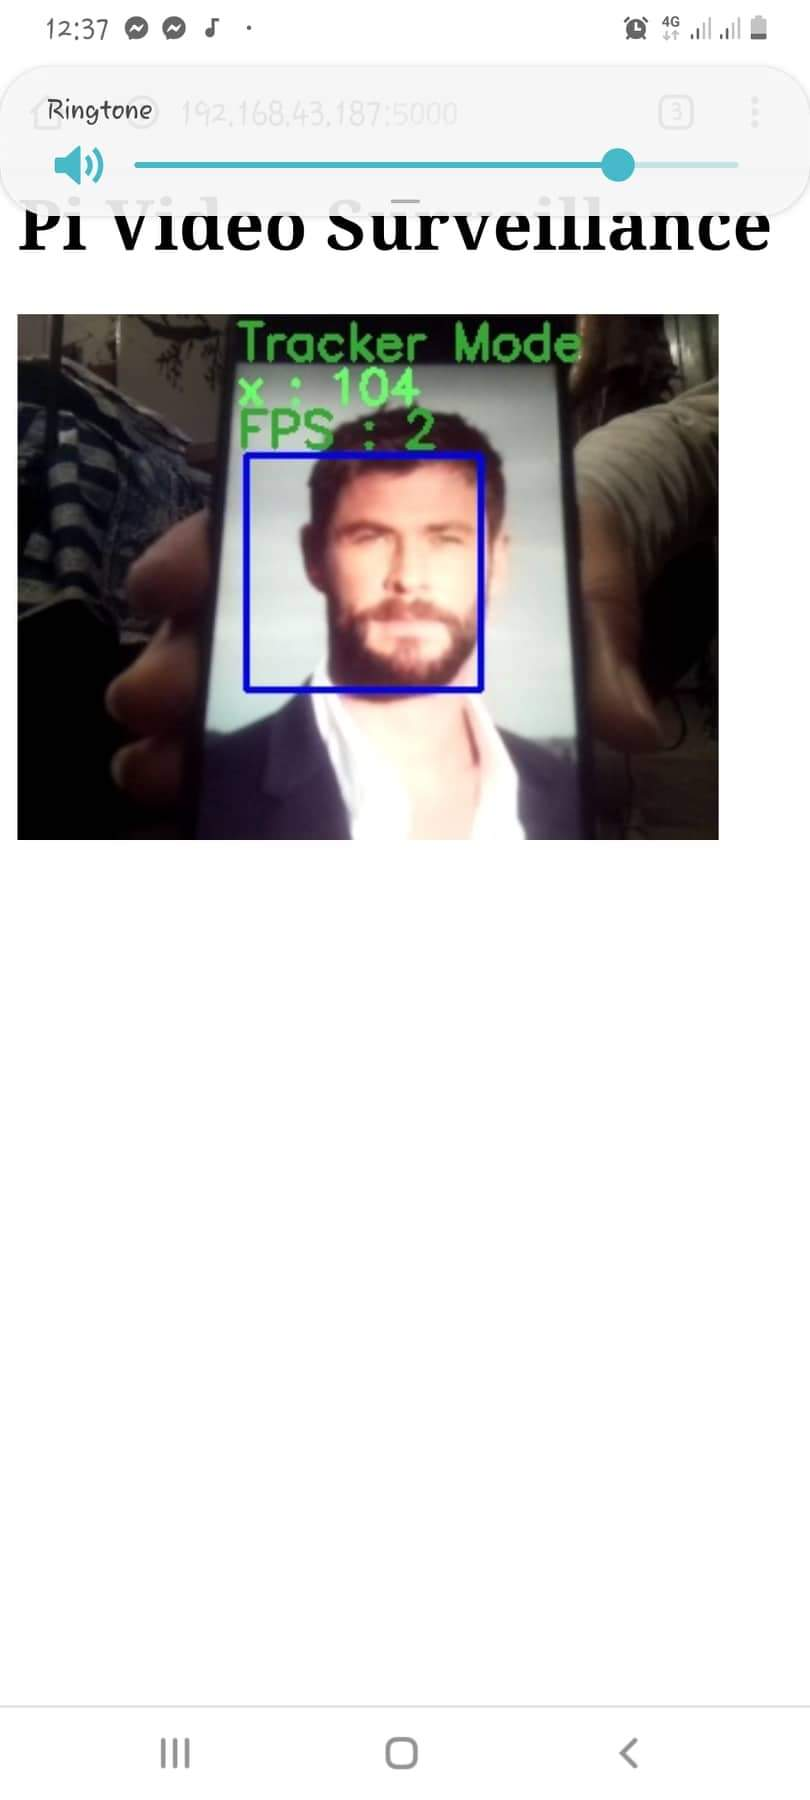 12:37
4G
Ringtone
192.168.43.187:5000
3
Pi Video Surveillance
Tracker Mode
x : 104
FPS : 2